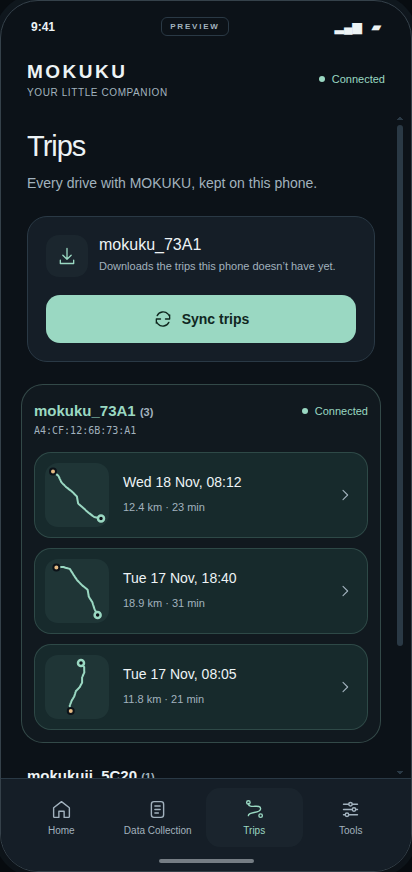 9:41
PREVIEW
MOKUKU
YOUR LITTLE COMPANION
Connected
Trips
Every drive with MOKUKU, kept on this phone.
mokuku_73A1
Downloads the trips this phone doesn't have yet.
Sync trips
mokuku_73A1 (3)
Connected
A4:CF:12:6B:73:A1
Wed 18 Nov, 08:12
12.4 km · 23 min
Tue 17 Nov, 18:40
18.9 km · 31 min
Tue 17 Nov, 08:05
11.8 km · 21 min
mokukuji_5C20 (1)
Home
Data Collection
Trips
Tools